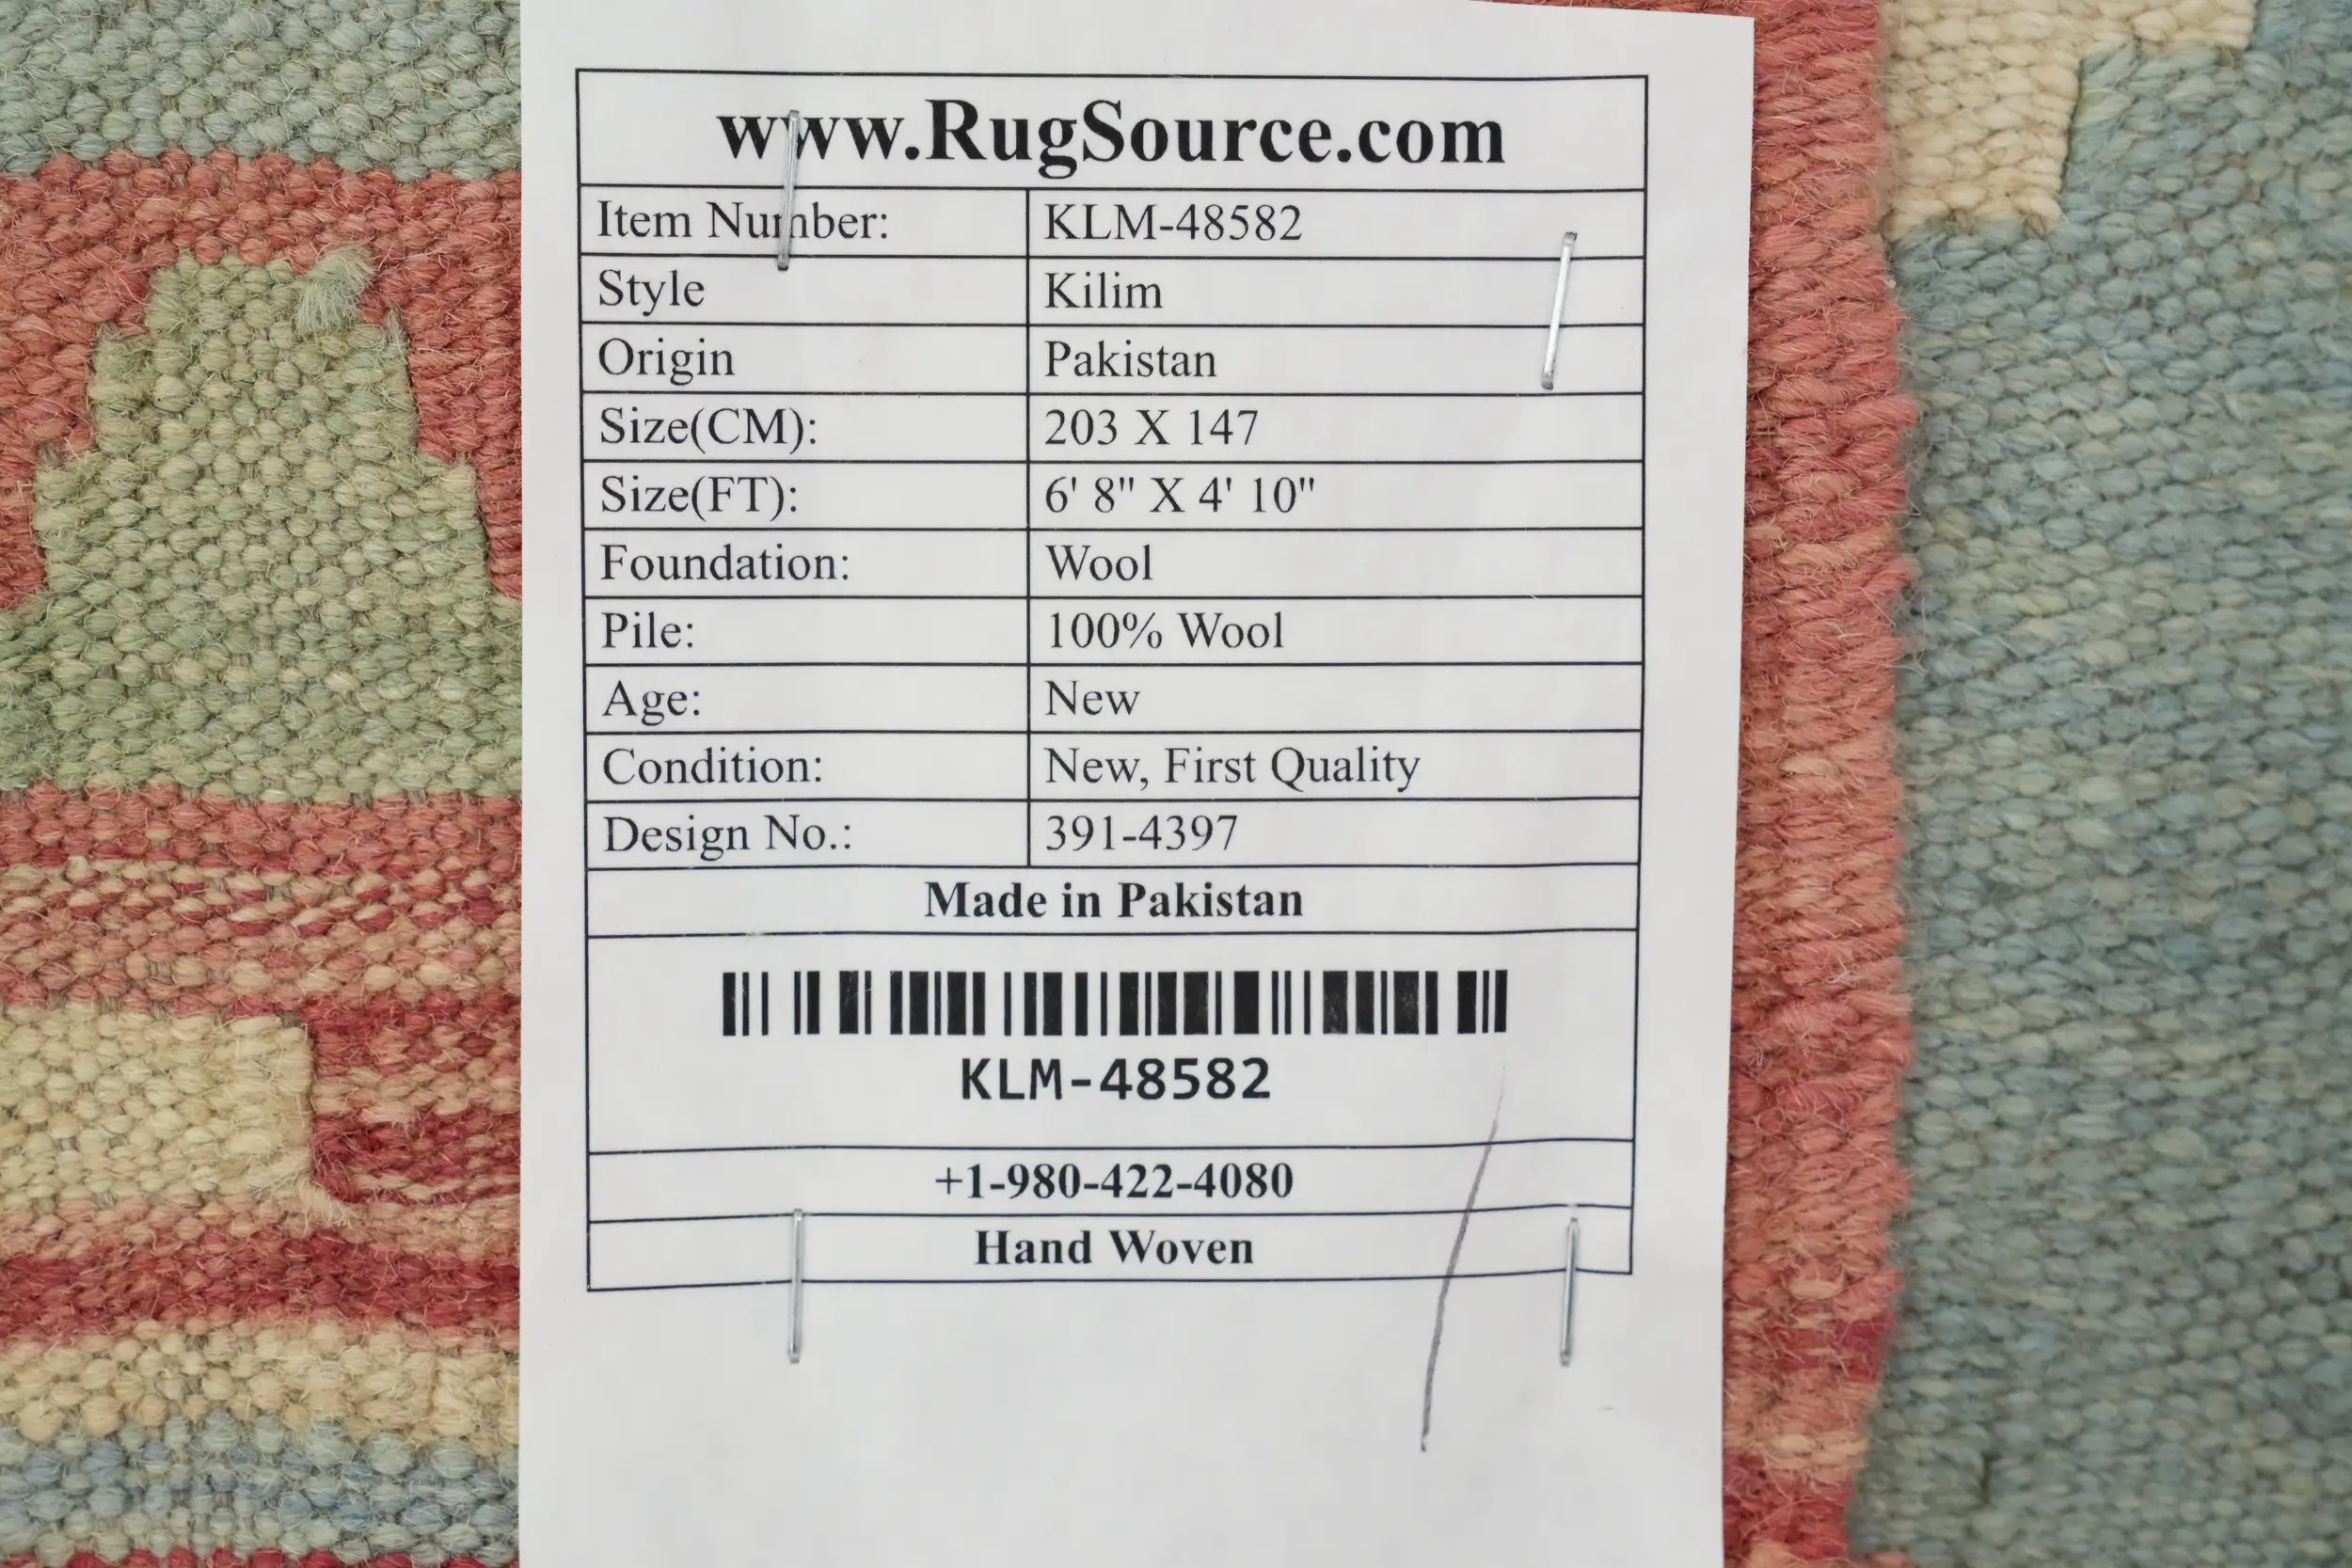 www.RugSource.com
Item Number: KLM-48582
Style Kilim
Origin Pakistan
Size(CM): 203 X 147
Size(FT): 6' 8" X 4' 10"
Foundation: Wool
Pile: 100% Wool
Age: New
Condition: New, First Quality
Design No.: 391-4397
Made in Pakistan
KLM-48582
+1-980-422-4080
Hand Woven